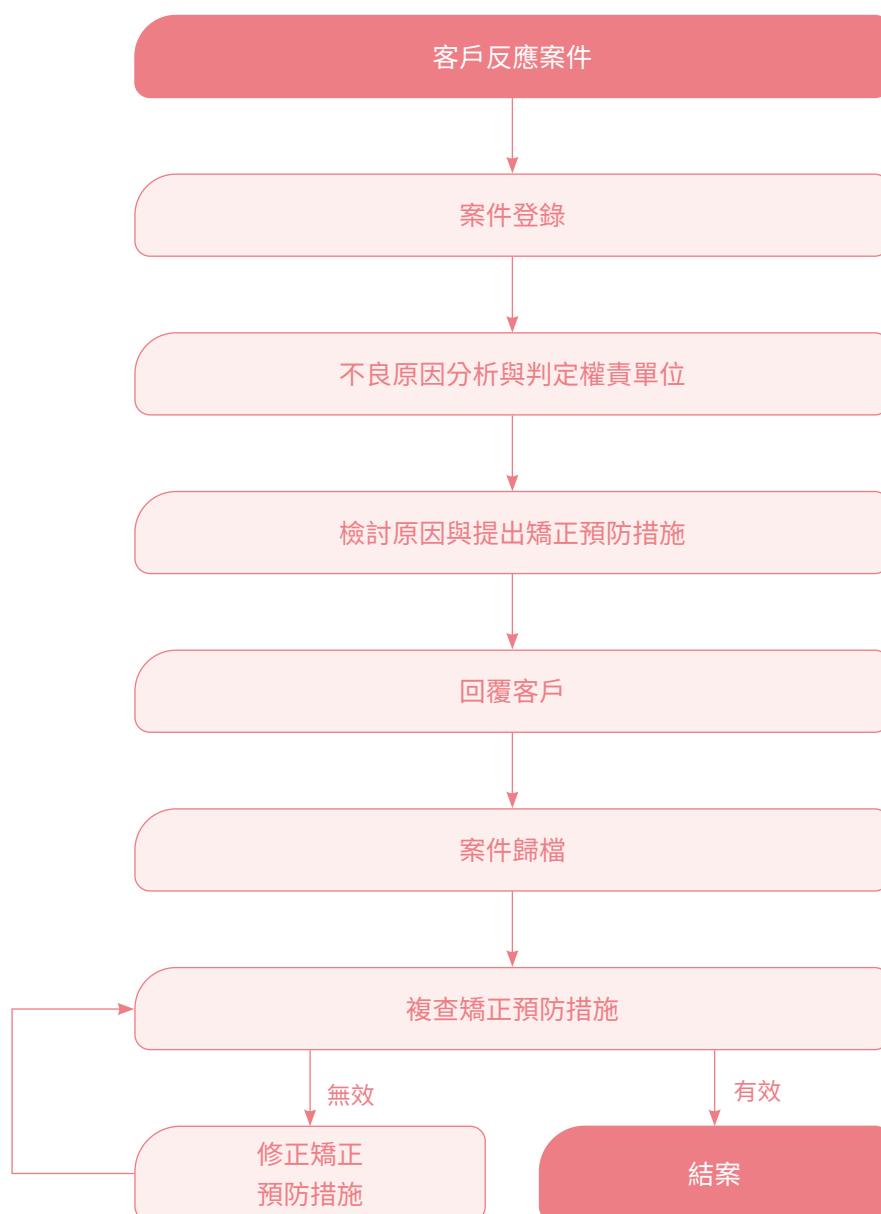 客戶反應案件
案件登錄
不良原因分析與判定權責單位
檢討原因與提出矯正預防措施
回覆客戶
案件歸檔
複查矯正預防措施
無效
有效
修正矯正
預防措施
結案